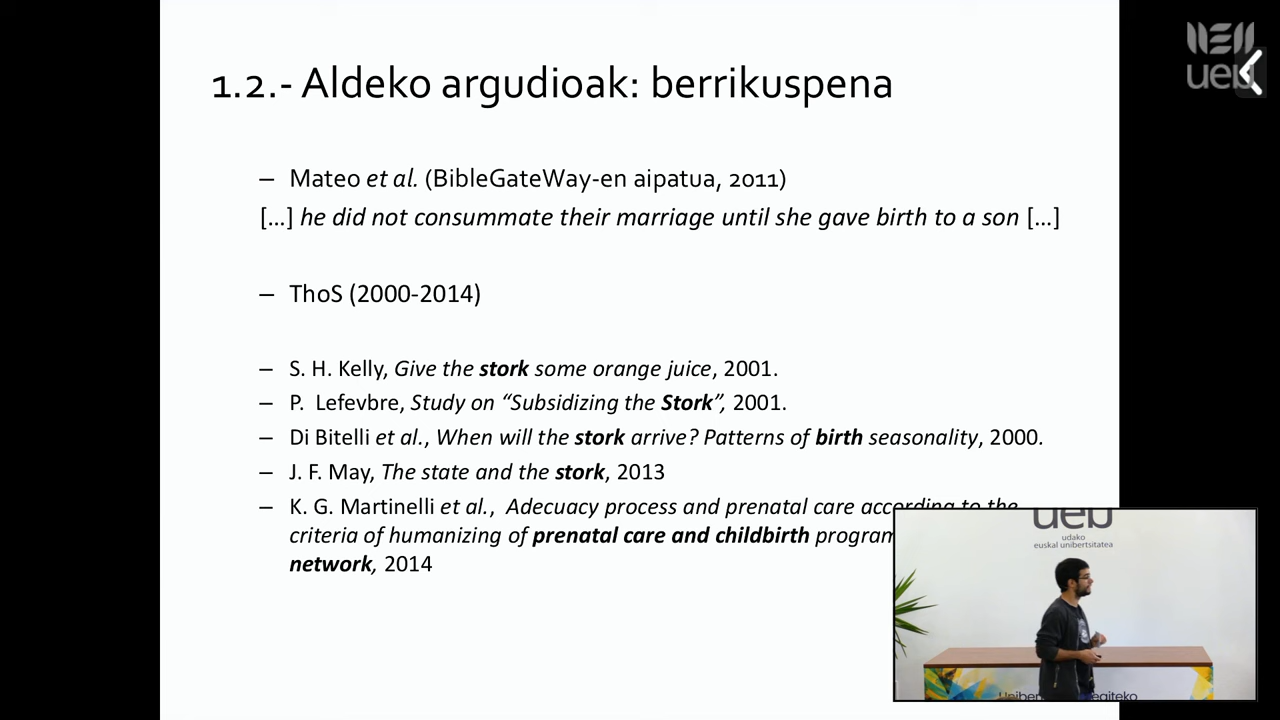 1.2.- Aldeko argudioak: berrikuspena
– Mateo et al. (BibleGateWay-en aipatua, 2011)
[…] he did not consummate their marriage until she gave birth to a son […]
– ThoS (2000-2014)
– S. H. Kelly, Give the stork some orange juice, 2001.
– P. Lefevbre, Study on “Subsidizing the Stork”, 2001.
– Di Bitelli et al., When will the stork arrive? Patterns of birth seasonality, 2000.
– J. F. May, The state and the stork, 2013
– K. G. Martinelli et al., Adecuacy process and prenatal care according to the
criteria of humanizing of prenatal care and childbirth program
network, 2014
ueu
ueu
udako
euskal unibertsitatea